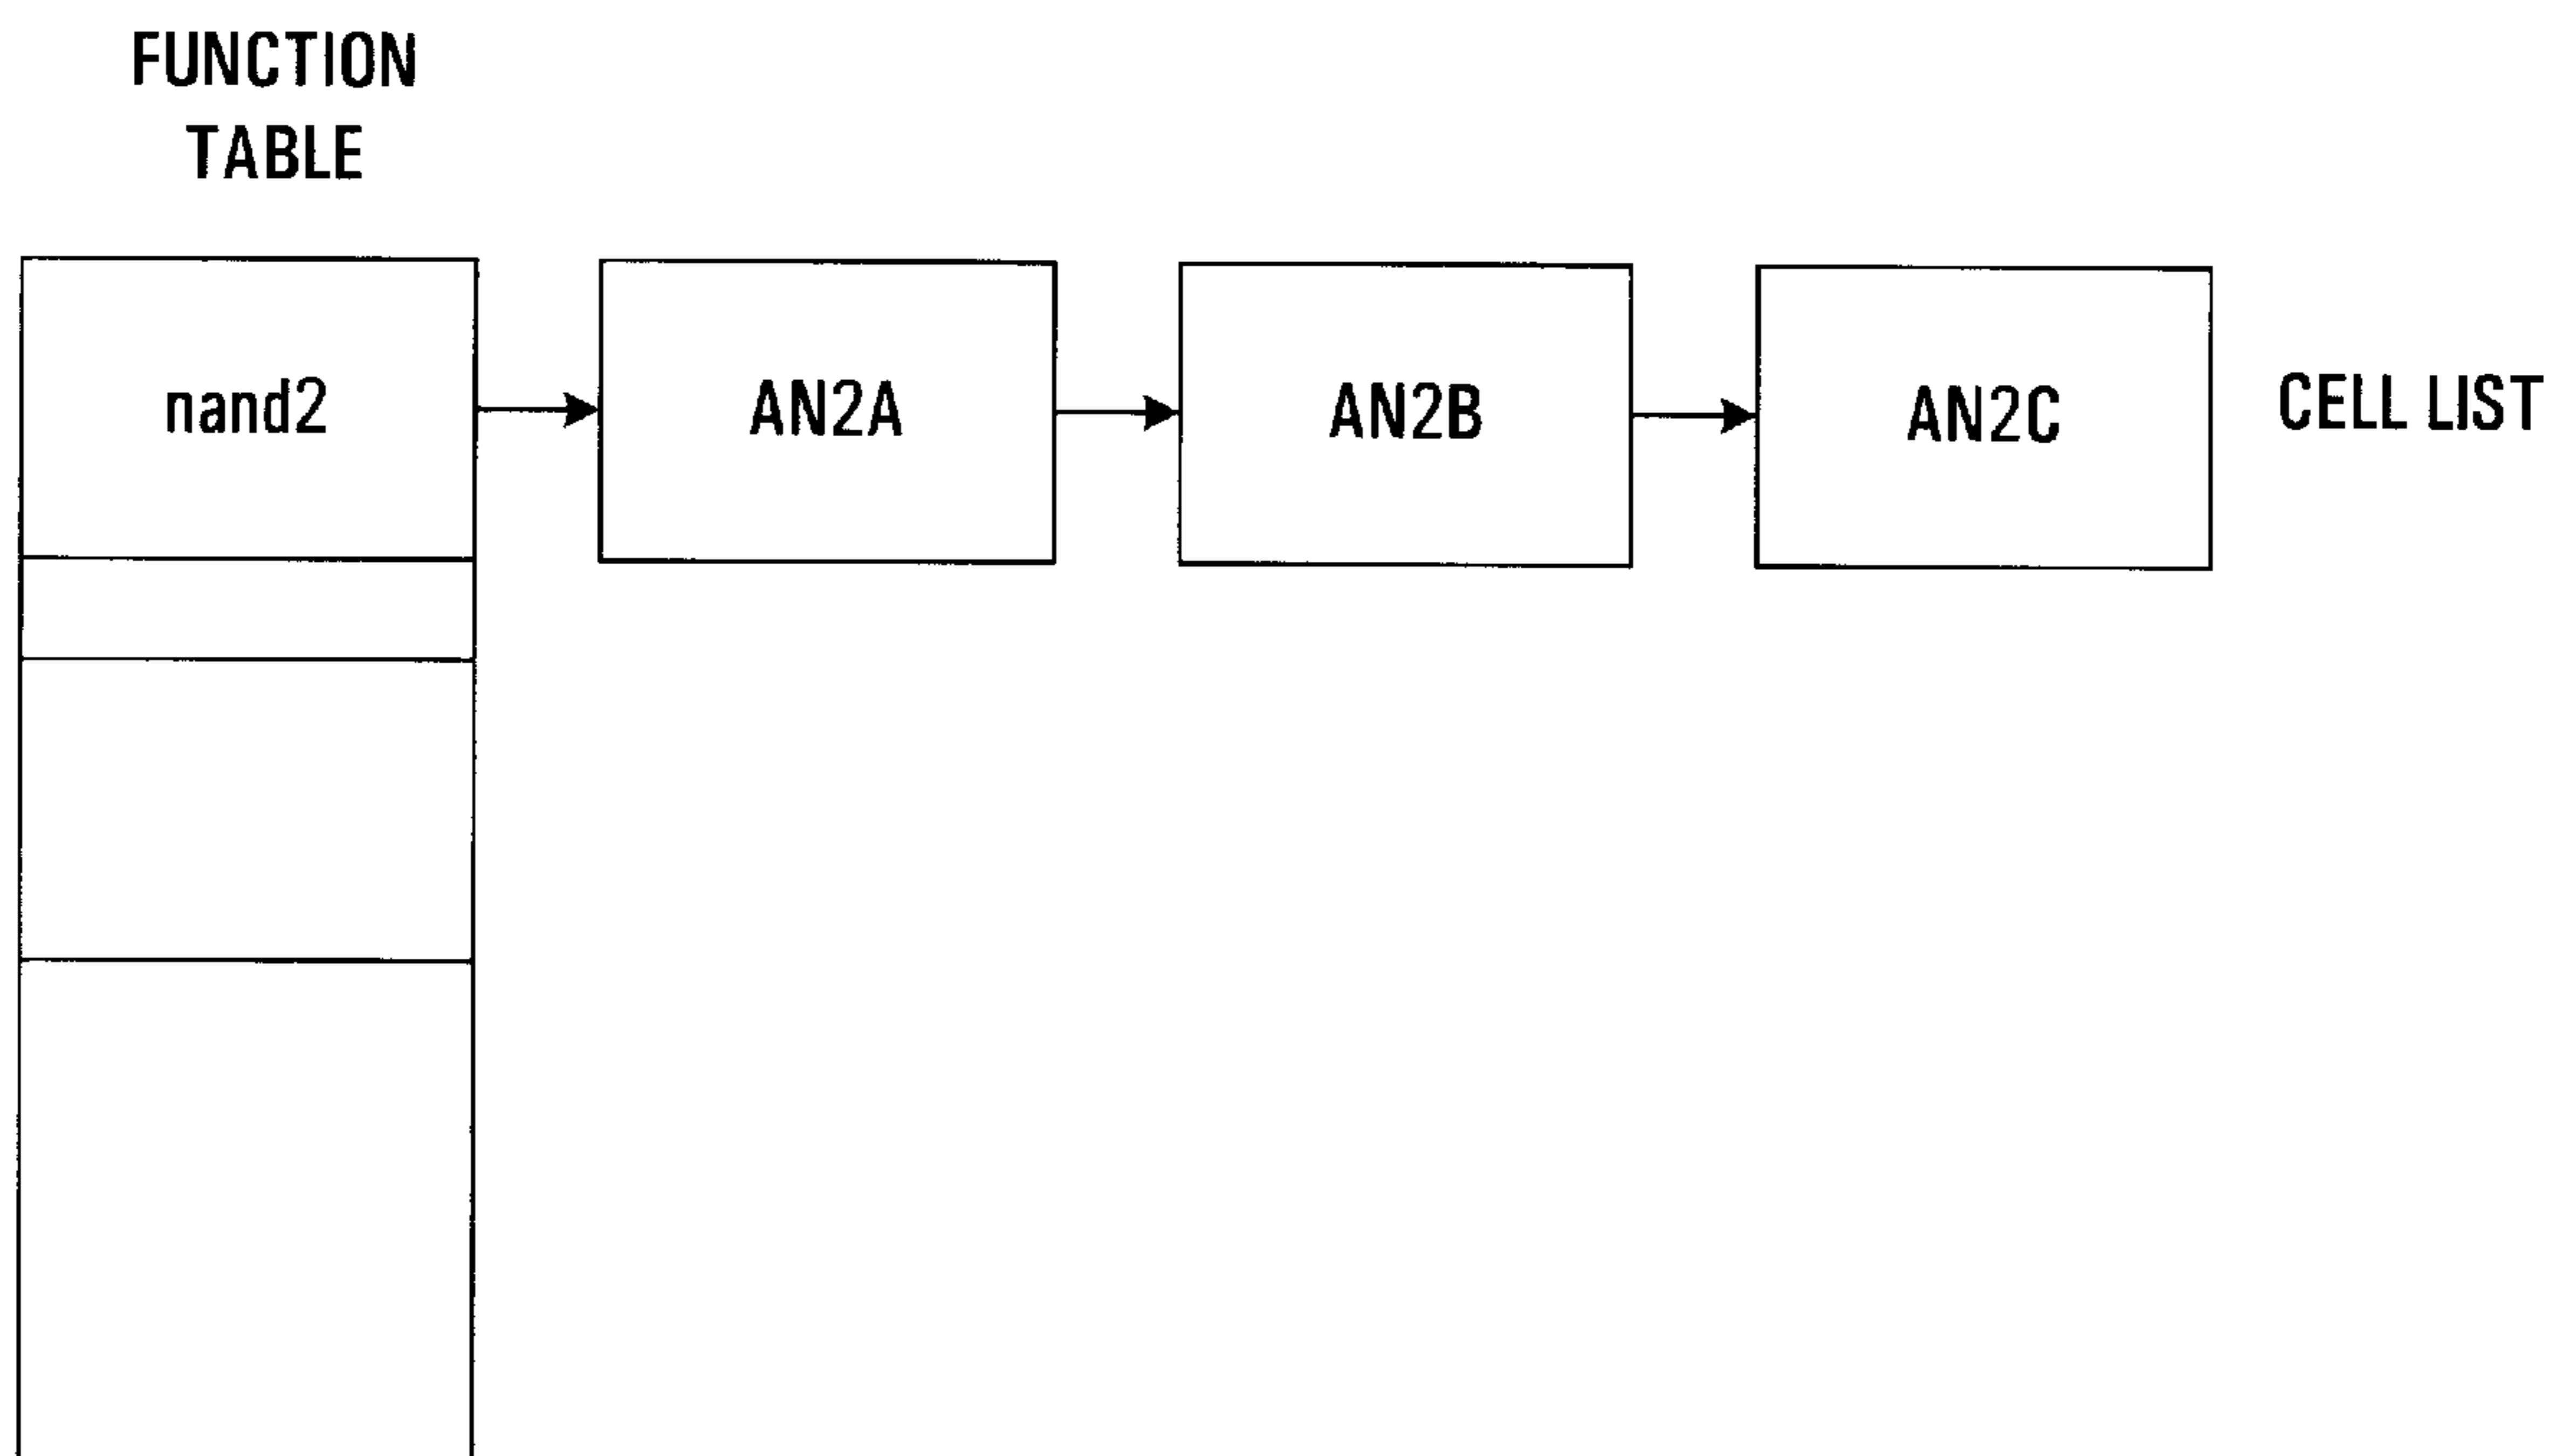 FUNCTION
TABLE
nand2 AN2A AN2B AN2C CELL LIST